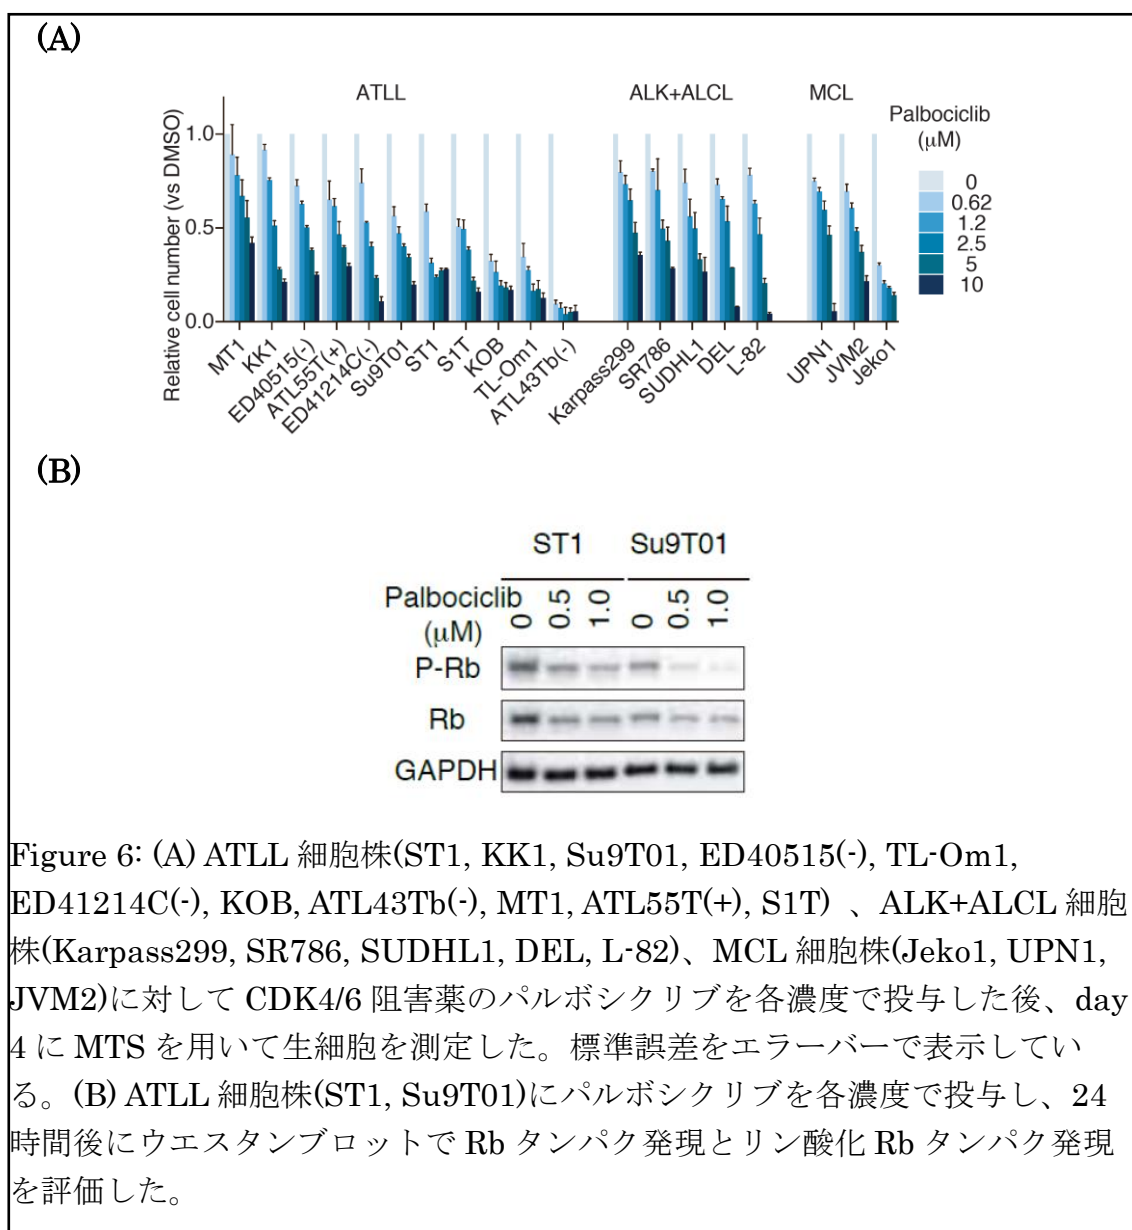 (A)
ATLL ALK+ALCL MCL
Relative cell number (vs DMSO)
1.0
0.5
0.0
Palbociclib
(μM)
0
0.62
1.2
2.5
5
10
MT1 KK1 ED40515(-) ATL55T(+) ED41214C(-) Su9T01 ST1 S1T KOB TL-Om1 ATL43Tb(-) Karpass299 SR786 SUDHL1 DEL L-82 UPN1 JVM2 Jeko1
(B)
ST1 Su9T01
Palbociclib
(μM)
0 0.5 1.0 0 0.5 1.0
P-Rb
Rb
GAPDH
Figure 6: (A) ATLL 細胞株(ST1, KK1, Su9T01, ED40515(-), TL-Om1,
ED41214C(-), KOB, ATL43Tb(-), MT1, ATL55T(+), S1T) 、ALK+ALCL 細胞
株(Karpass299, SR786, SUDHL1, DEL, L-82)、MCL 細胞株(Jeko1, UPN1,
JVM2)に対して CDK4/6 阻害薬のパルボシクリブを各濃度で投与した後、day
4 に MTS を用いて生細胞を測定した。標準誤差をエラーバーで表示してい
る。(B) ATLL 細胞株(ST1, Su9T01)にパルボシクリブを各濃度で投与し、24
時間後にウエスタンブロットで Rb タンパク発現とリン酸化 Rb タンパク発現
を評価した。